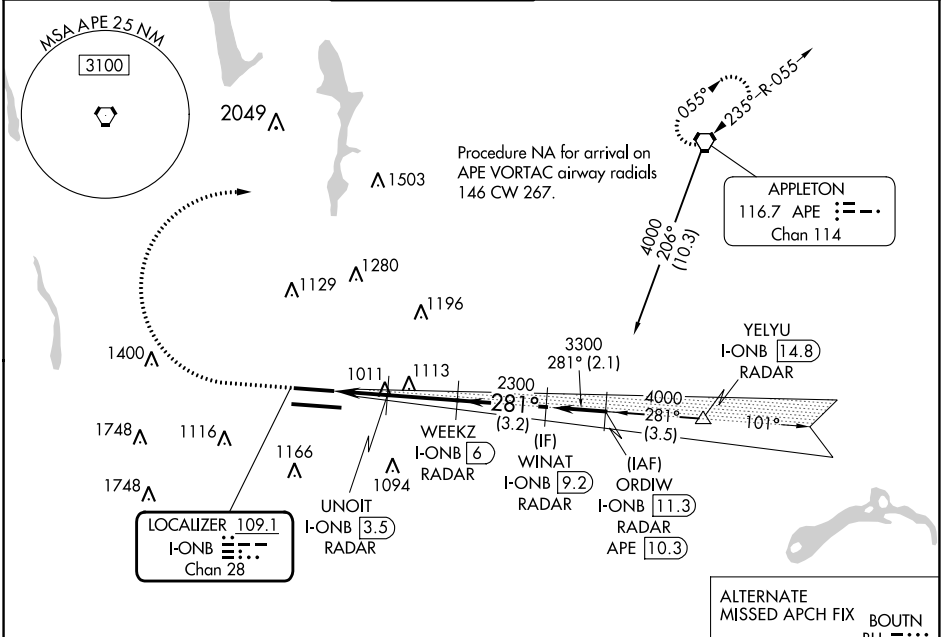 MSA APE 25 NM
3100
2049
1503
Procedure NA for arrival on
APE VORTAC airway radials
146 CW 267.
055°
235°
R-055
APPLETON
116.7 APE
Chan 114
4000
206°
(10.3)
1129
1280
1196
1400
1011
1113
2300
281°
(3.2)
3300
281° (2.1)
4000
281°
(3.5)
101°
YELYU
I-ONB 14.8
RADAR
1748
1116
1166
1748
1094
WEEKZ
I-ONB 6
RADAR
(IF)
WINAT
I-ONB 9.2
RADAR
(IAF)
ORDIW
I-ONB 11.3
RADAR
APE 10.3
UNOIT
I-ONB 3.5
RADAR
LOCALIZER 109.1
I-ONB
Chan 28
ALTERNATE
MISSED APCH FIX
BOUTN